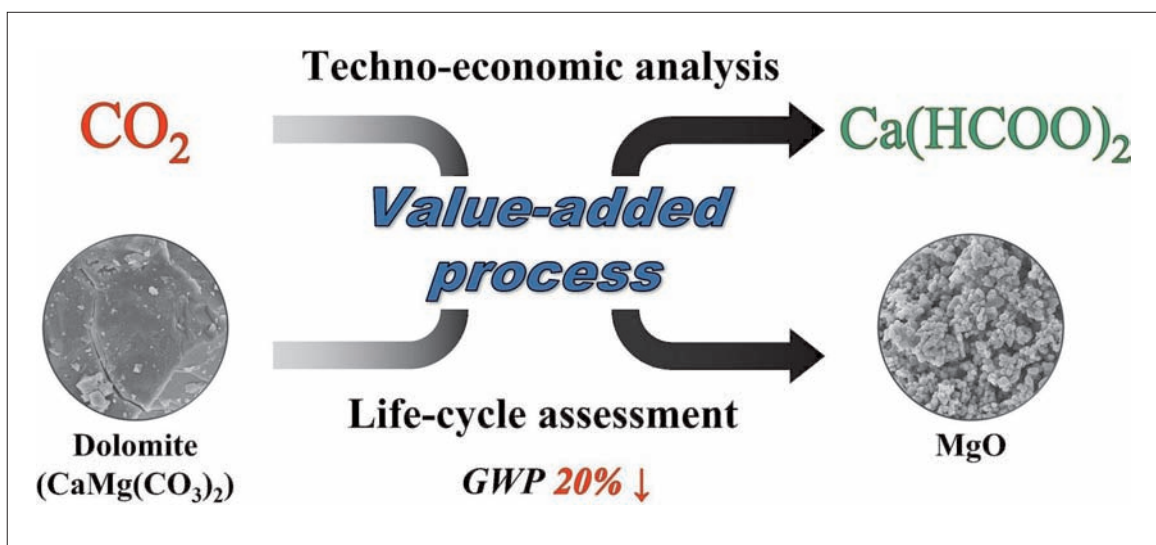 Techno-economic analysis
CO₂
Ca(HCOO)₂
Value-added
process
Life-cycle assessment
Dolomite
(CaMg(CO₃)₂)
GWP 20% ↓
MgO